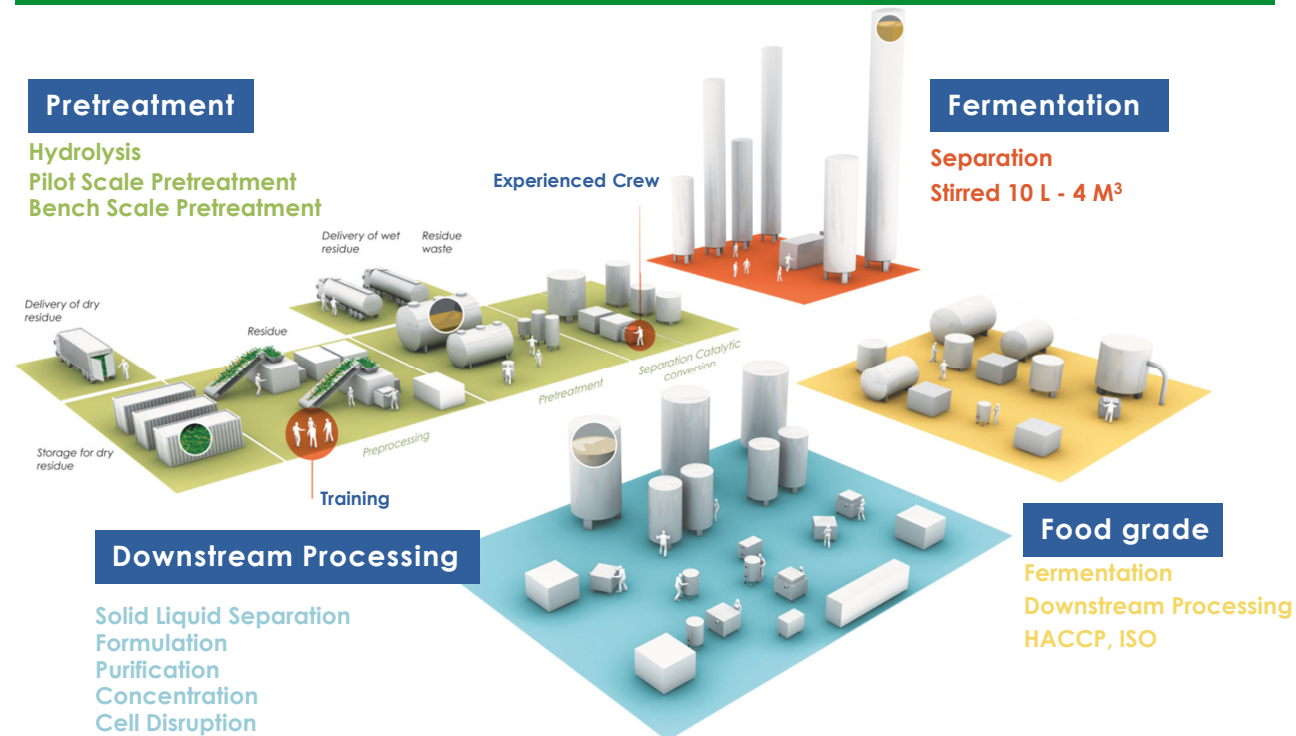 Pretreatment
Hydrolysis
Pilot Scale Pretreatment
Bench Scale Pretreatment
Experienced Crew
Fermentation
Separation
Stirred 10 L - 4 M³
Delivery of wet
residue
Residue
waste
Delivery of dry
residue
Residue
Separation Catalytic
conversion
Pretreatment
Preprocessing
Storage for dry
residue
Training
Downstream Processing
Solid Liquid Separation
Formulation
Purification
Concentration
Cell Disruption
Food grade
Fermentation
Downstream Processing
HACCP, ISO